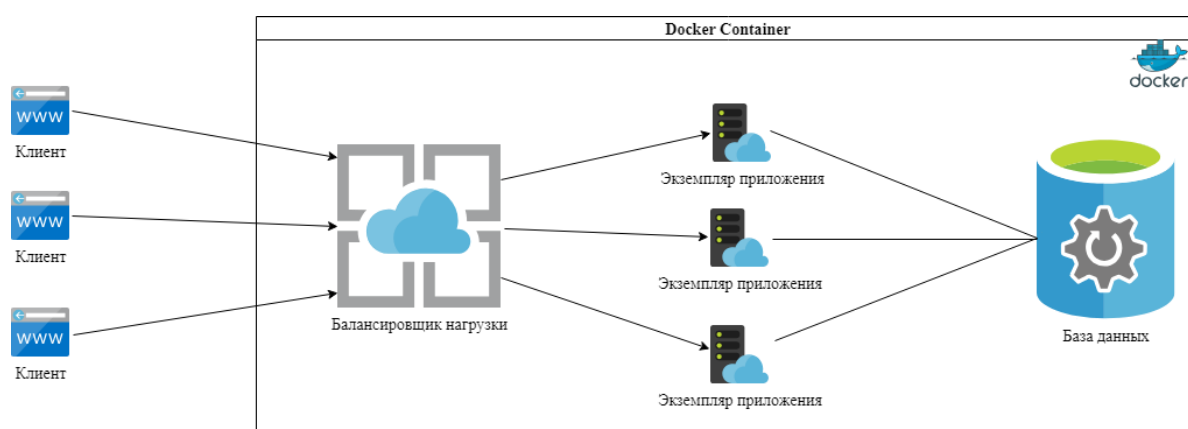 Docker Container
docker
www
Клиент
www
Клиент
www
Клиент
Балансировщик нагрузки
Экземпляр приложения
Экземпляр приложения
Экземпляр приложения
База данных